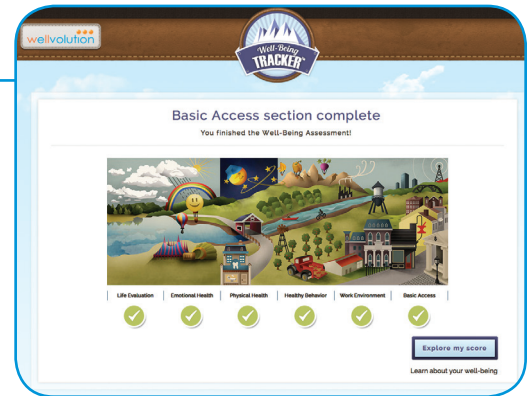 wellvolution
Well-Being
TRACKER™
Basic Access section complete
You finished the Well-Being Assessment!
Life Evaluation Emotional Health Physical Health Healthy Behavior Work Environment Basic Access
Explore my score
Learn about your well-being